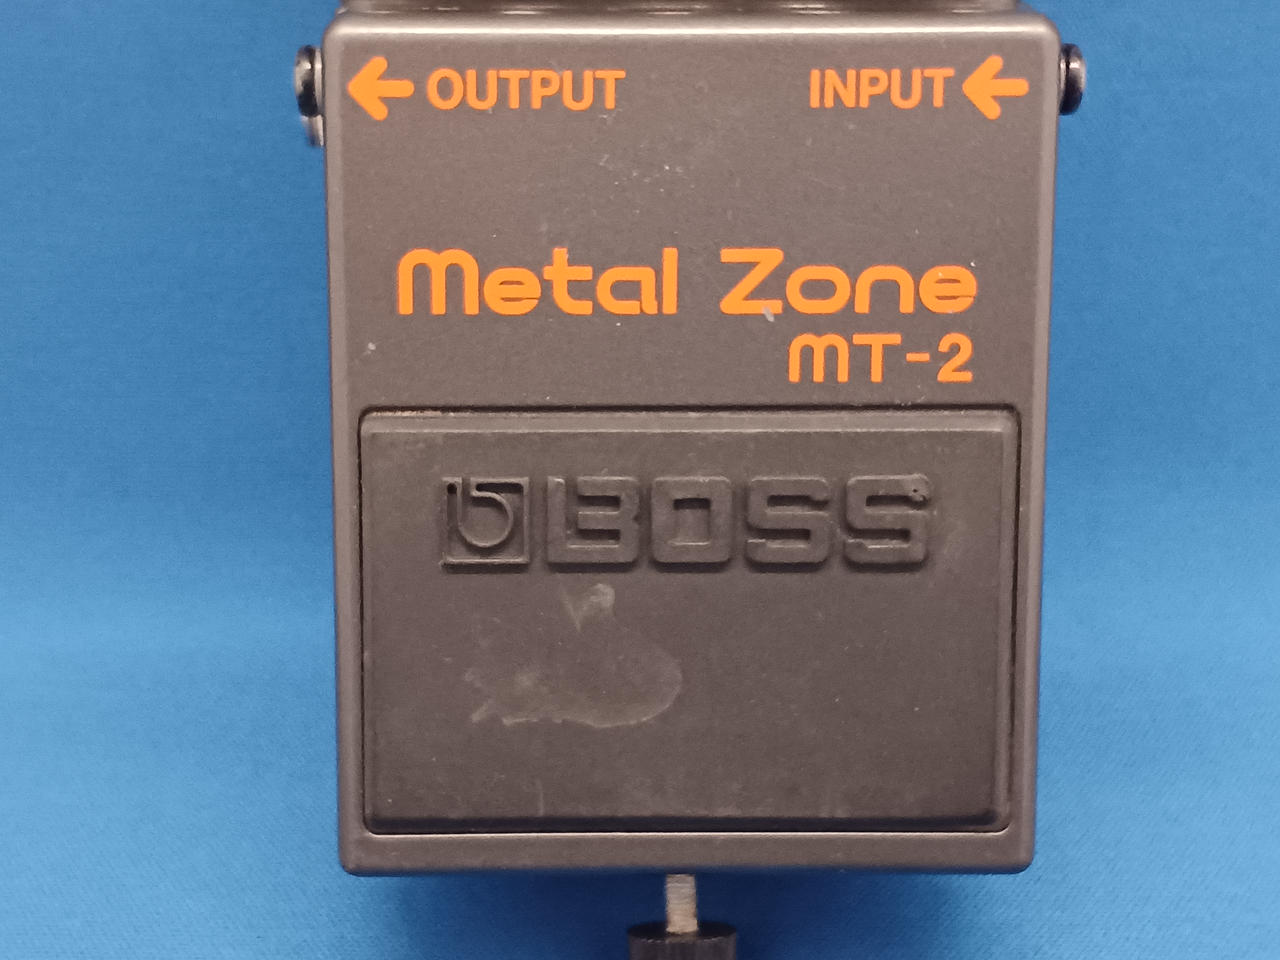 ← OUTPUT INPUT ←
Metal Zone
MT-2
BOSS